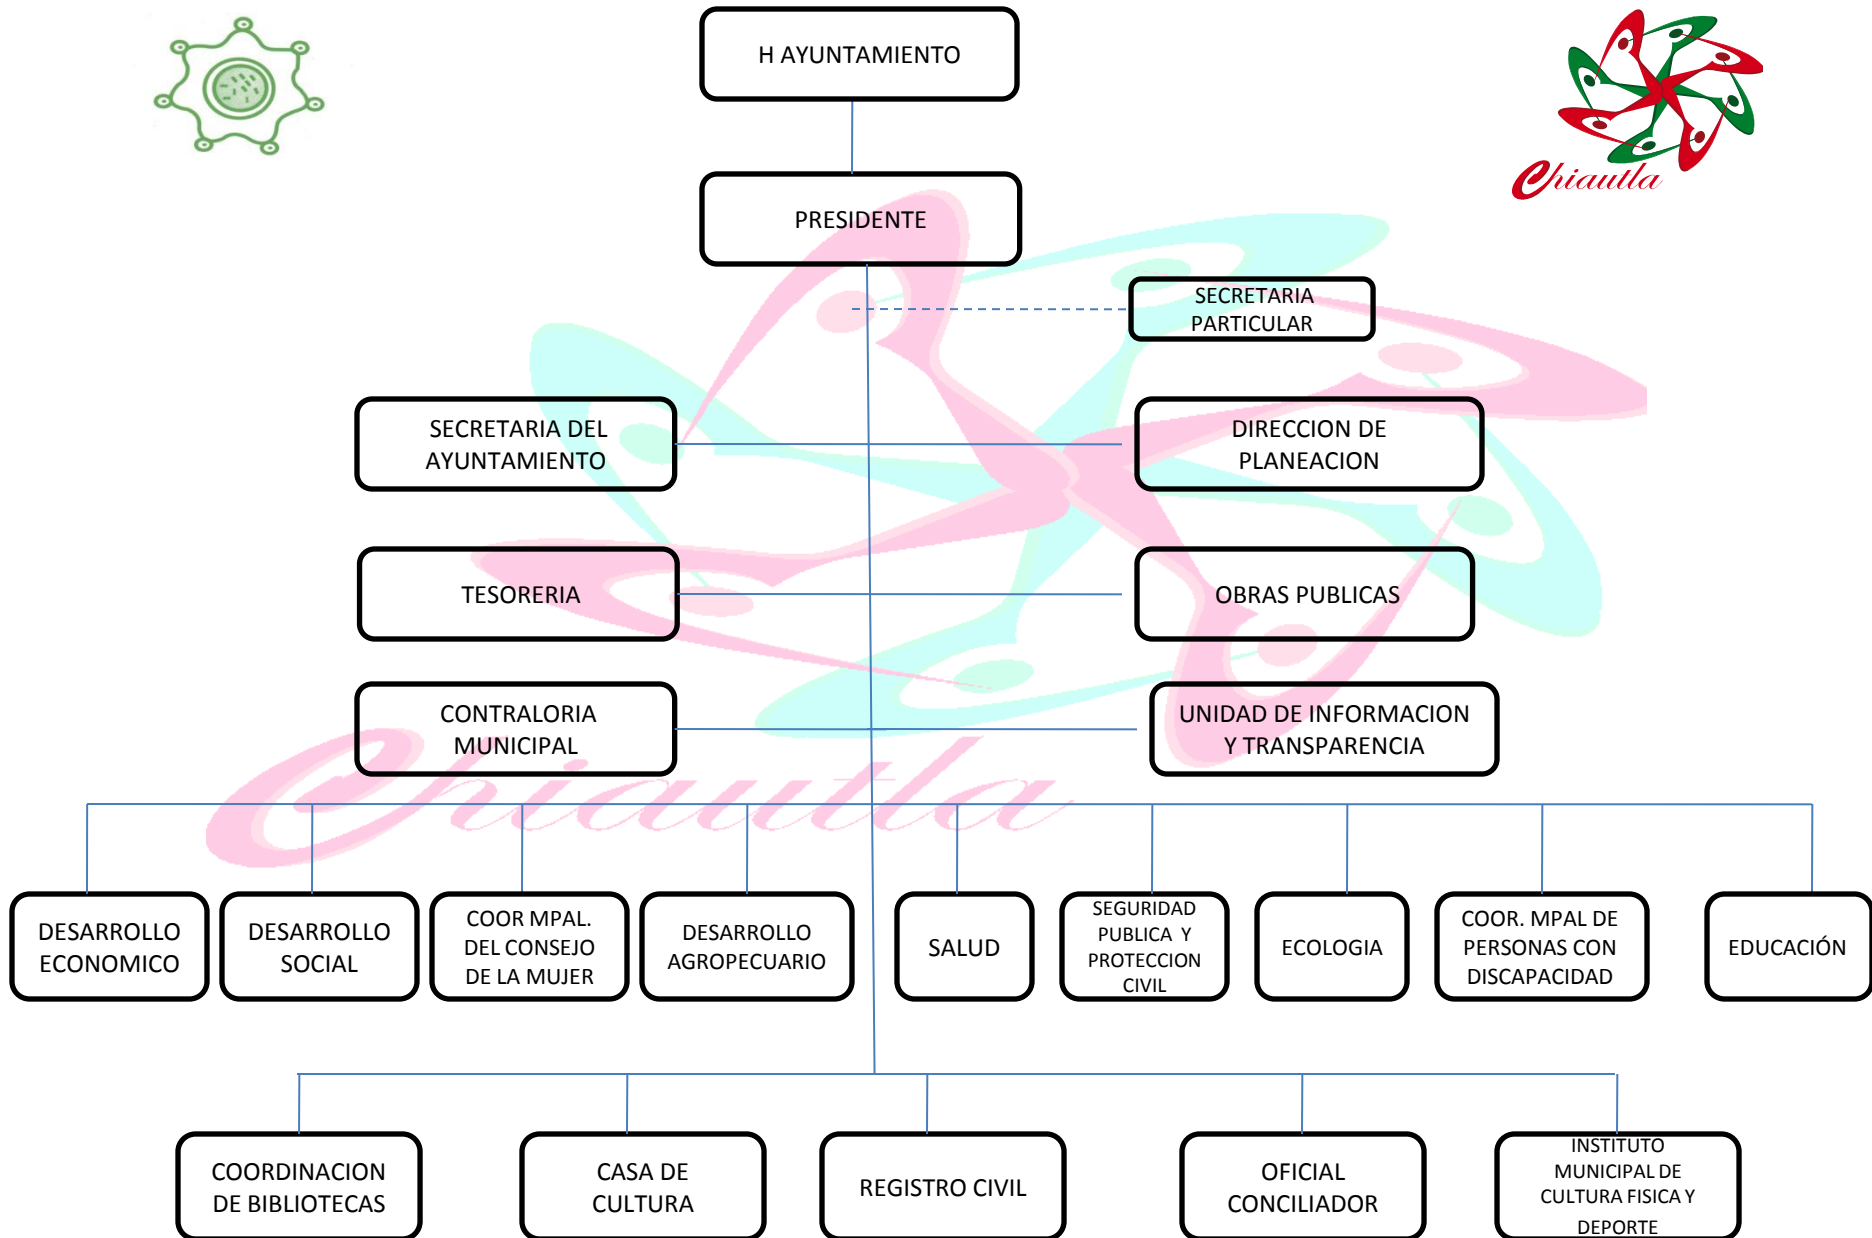 H AYUNTAMIENTO
Chiautla
PRESIDENTE
SECRETARIA
PARTICULAR
SECRETARIA DEL
AYUNTAMIENTO
DIRECCION DE
PLANEACION
TESORERIA
OBRAS PUBLICAS
CONTRALORIA
MUNICIPAL
UNIDAD DE INFORMACION
Y TRANSPARENCIA
Chiautla
DESARROLLO
ECONOMICO
DESARROLLO
SOCIAL
COOR MPAL.
DEL CONSEJO
DE LA MUJER
DESARROLLO
AGROPECUARIO
SALUD
SEGURIDAD
PUBLICA Y
PROTECCION
CIVIL
ECOLOGIA
COOR. MPAL DE
PERSONAS CON
DISCAPACIDAD
EDUCACIÓN
COORDINACION
DE BIBLIOTECAS
CASA DE
CULTURA
REGISTRO CIVIL
OFICIAL
CONCILIADOR
INSTITUTO
MUNICIPAL DE
CULTURA FISICA Y
DEPORTE